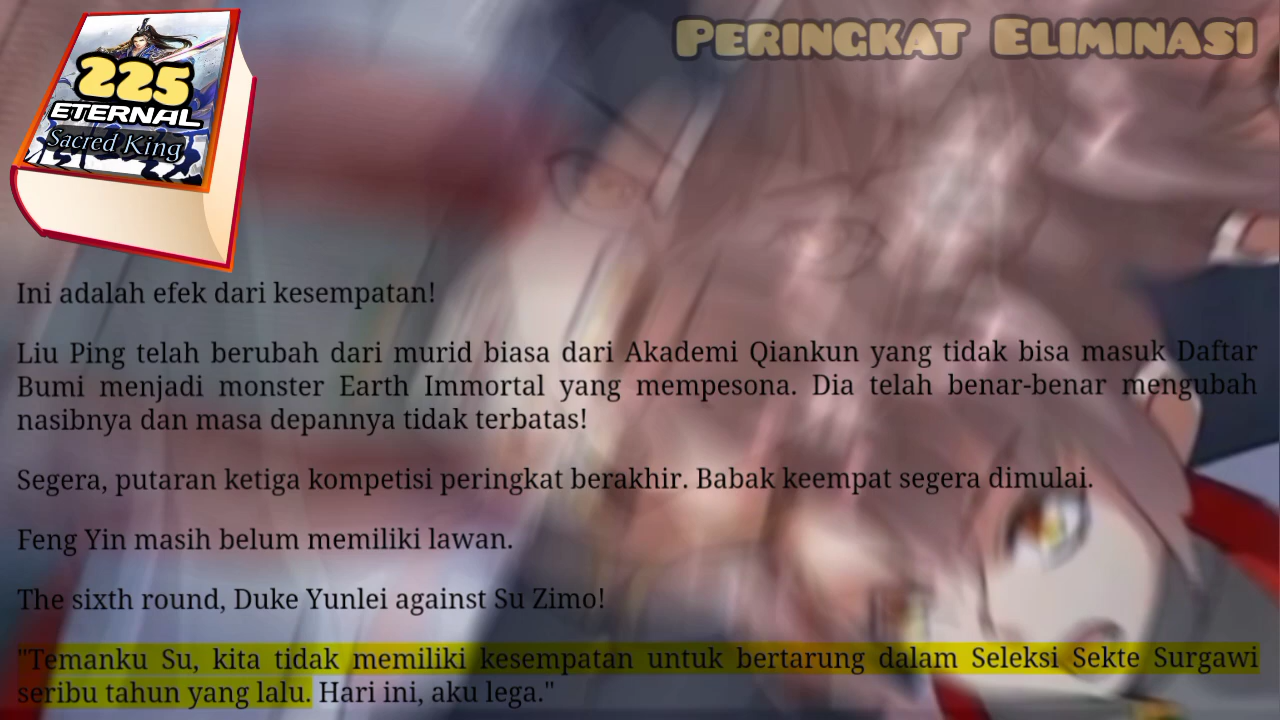 Peringkat Eliminasi
225
ETERNAL
Sacred King
Ini adalah efek dari kesempatan!
Liu Ping telah berubah dari murid biasa dari Akademi Qiankun yang tidak bisa masuk Daftar
Bumi menjadi monster Earth Immortal yang mempesona. Dia telah benar-benar mengubah
nasibnya dan masa depannya tidak terbatas!
Segera, putaran ketiga kompetisi peringkat berakhir. Babak keempat segera dimulai.
Feng Yin masih belum memiliki lawan.
The sixth round, Duke Yunlei against Su Zimo!
"Temanku Su, kita tidak memiliki kesempatan untuk bertarung dalam Seleksi Sekte Surgawi
seribu tahun yang lalu. Hari ini, aku lega."